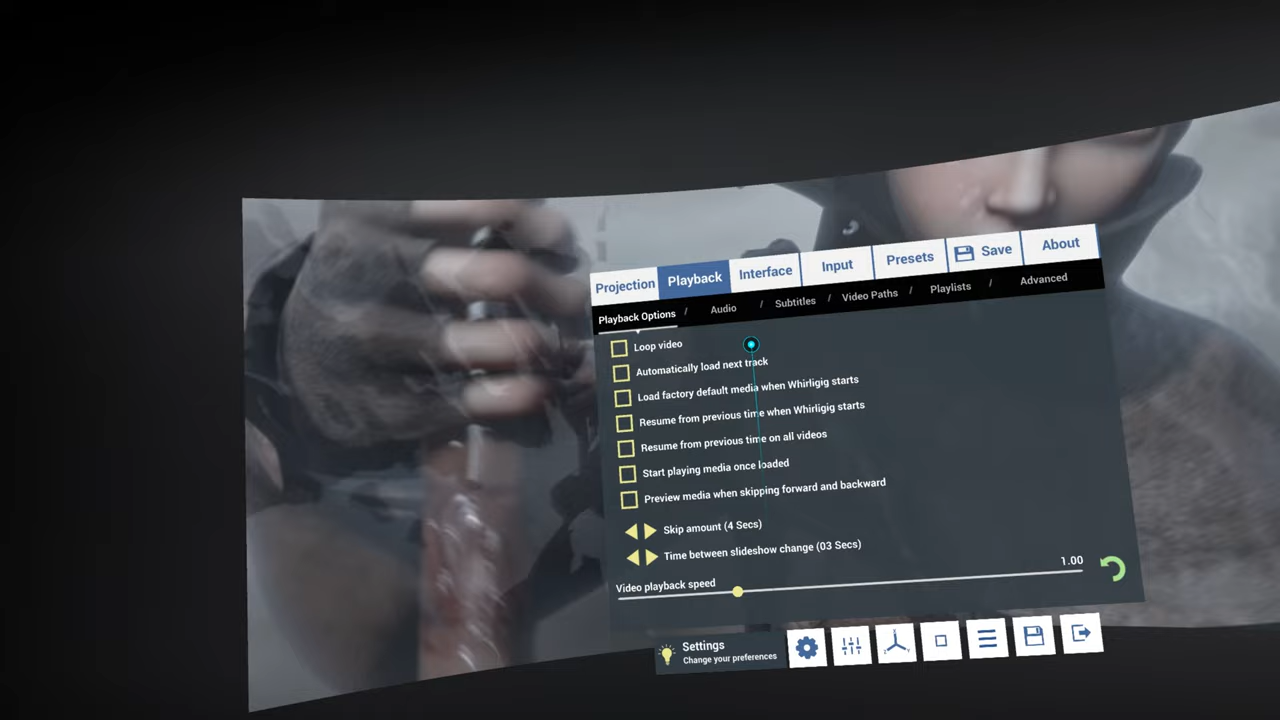 Projection Playback Interface Input Presets Save About
Playback Options / Audio / Subtitles / Video Paths / Playlists / Advanced
Loop video
Automatically load next track
Load factory default media when Whirligig starts
Resume from previous time when Whirligig starts
Resume from previous time on all videos
Start playing media once loaded
Preview media when skipping forward and backward
Skip amount (4 Secs)
Time between slideshow change (03 Secs)
Video playback speed 1.00
Settings
Change your preferences